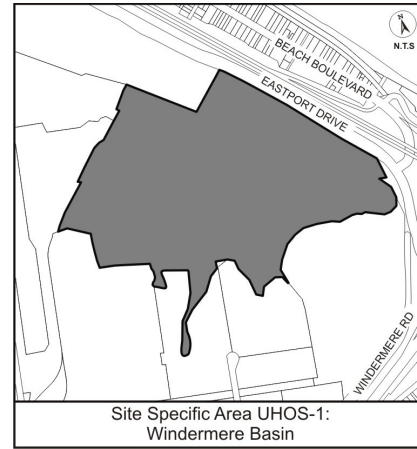 N.T.S
BEACH BOULEVARD
EASTPORT DRIVE
WINDERMERE RD
Site Specific Area UHOS-1:
Windermere Basin